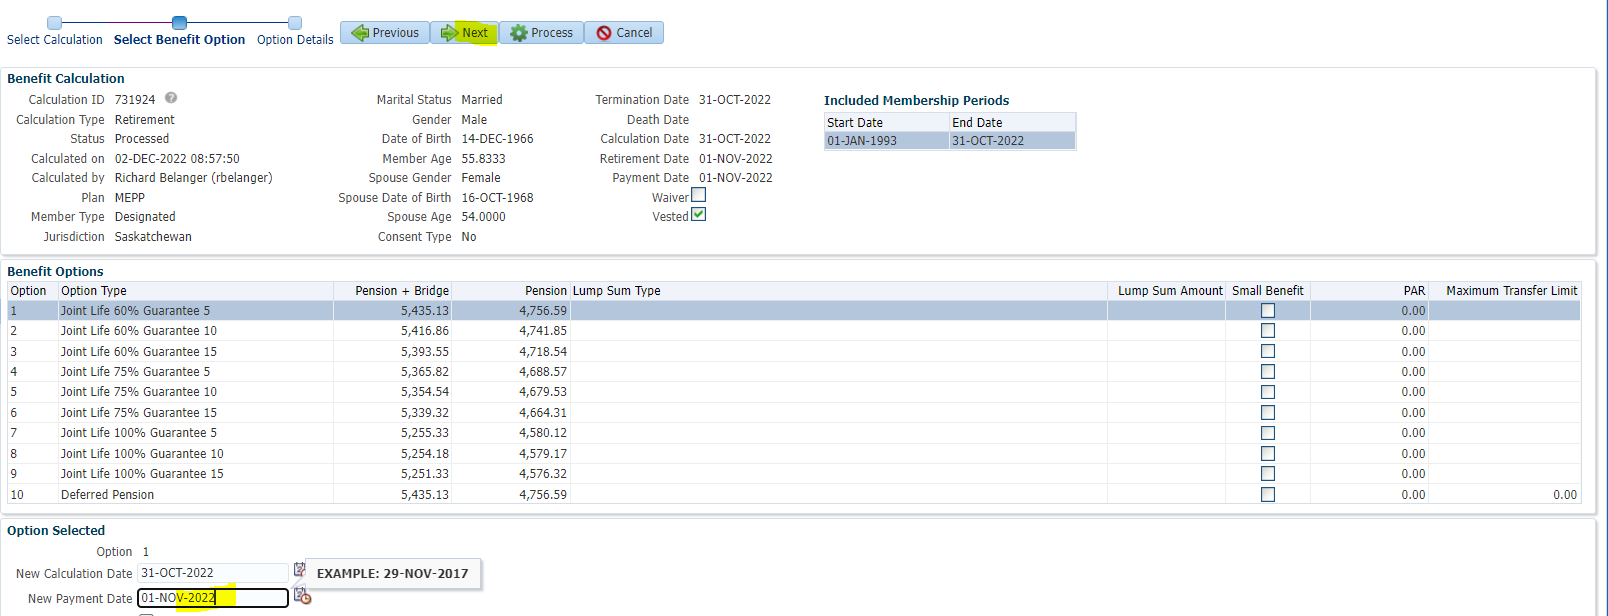 Select Calculation Select Benefit Option Option Details Previous Next Process Cancel
Benefit Calculation
Calculation ID 731924 ?
Calculation Type Retirement
Status Processed
Calculated on 02-DEC-2022 08:57:50
Calculated by Richard Belanger (rbelanger)
Plan MEPP
Member Type Designated
Jurisdiction Saskatchewan
Marital Status Married
Gender Male
Date of Birth 14-DEC-1966
Member Age 55.8333
Spouse Gender Female
Spouse Date of Birth 16-OCT-1968
Spouse Age 54.0000
Consent Type No
Termination Date 31-OCT-2022
Death Date
Calculation Date 31-OCT-2022
Retirement Date 01-NOV-2022
Payment Date 01-NOV-2022
Waiver
Vested
Included Membership Periods
Start Date End Date
01-JAN-1993 31-OCT-2022
Benefit Options
Option Option Type Pension + Bridge Pension Lump Sum Type Lump Sum Amount Small Benefit PAR Maximum Transfer Limit
1 Joint Life 60% Guarantee 5 5,435.13 4,756.59 0.00
2 Joint Life 60% Guarantee 10 5,416.86 4,741.85 0.00
3 Joint Life 60% Guarantee 15 5,393.55 4,718.54 0.00
4 Joint Life 75% Guarantee 5 5,365.82 4,688.57 0.00
5 Joint Life 75% Guarantee 10 5,354.54 4,679.53 0.00
6 Joint Life 75% Guarantee 15 5,339.32 4,664.31 0.00
7 Joint Life 100% Guarantee 5 5,255.33 4,580.12 0.00
8 Joint Life 100% Guarantee 10 5,254.18 4,579.17 0.00
9 Joint Life 100% Guarantee 15 5,251.33 4,576.32 0.00
10 Deferred Pension 5,435.13 4,756.59 0.00 0.00
Option Selected
Option 1
New Calculation Date 31-OCT-2022 EXAMPLE: 29-NOV-2017
New Payment Date 01-NOV-2022